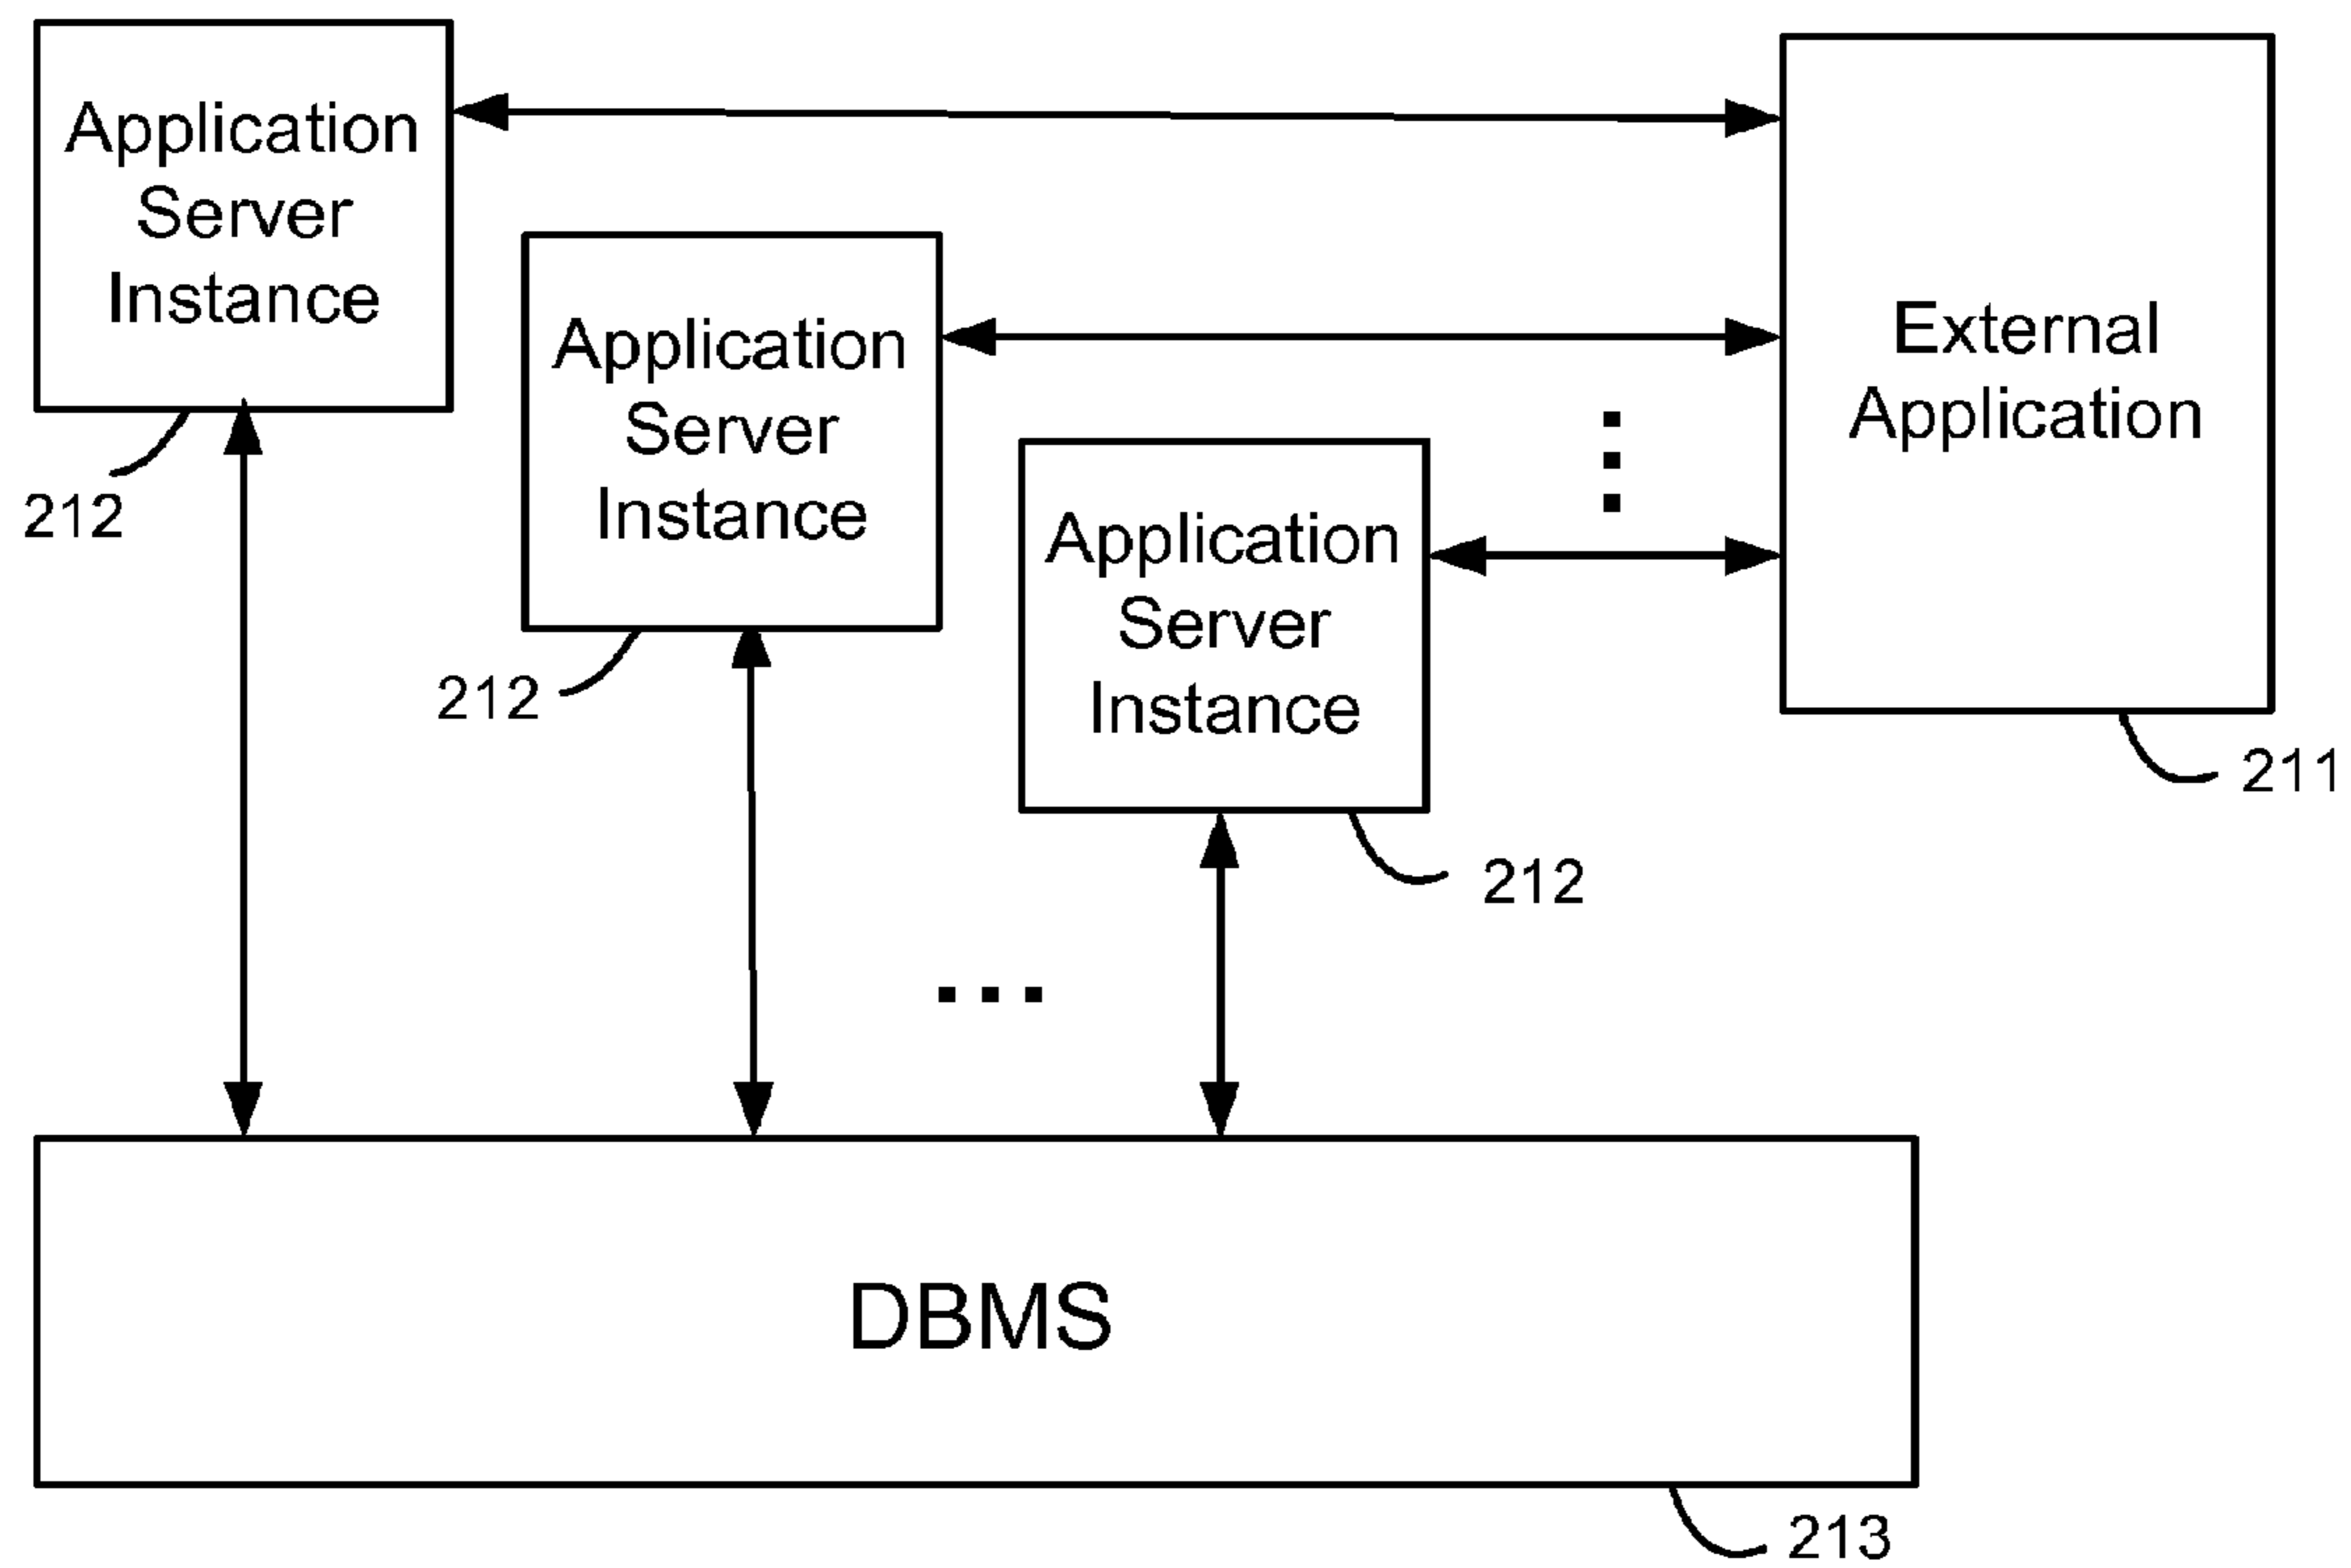 Application
Server
Instance
212
Application
Server
Instance
212
Application
Server
Instance
212
External
Application
211
DBMS
213